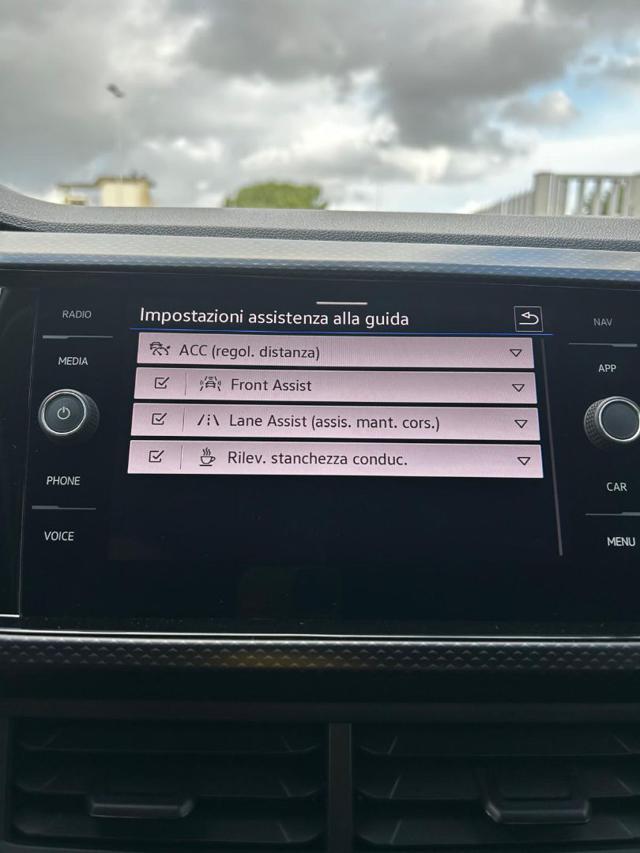 RADIO
MEDIA
PHONE
VOICE
Impostazioni assistenza alla guida
ACC (regol. distanza)
Front Assist
Lane Assist (assis. mant. cors.)
Rilev. stanchezza conduc.
NAV
APP
CAR
MENU